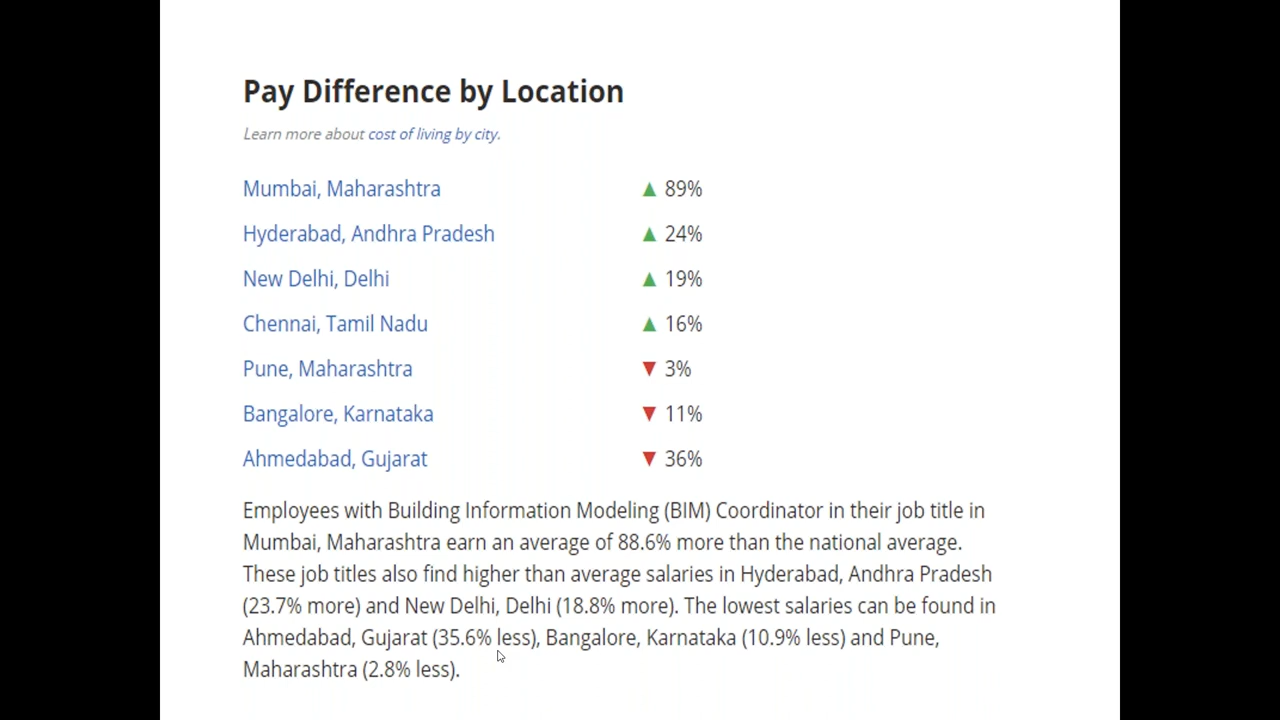 Pay Difference by Location
Learn more about cost of living by city.
Mumbai, Maharashtra ▲ 89%
Hyderabad, Andhra Pradesh ▲ 24%
New Delhi, Delhi ▲ 19%
Chennai, Tamil Nadu ▲ 16%
Pune, Maharashtra ▼ 3%
Bangalore, Karnataka ▼ 11%
Ahmedabad, Gujarat ▼ 36%
Employees with Building Information Modeling (BIM) Coordinator in their job title in
Mumbai, Maharashtra earn an average of 88.6% more than the national average.
These job titles also find higher than average salaries in Hyderabad, Andhra Pradesh
(23.7% more) and New Delhi, Delhi (18.8% more). The lowest salaries can be found in
Ahmedabad, Gujarat (35.6% less), Bangalore, Karnataka (10.9% less) and Pune,
Maharashtra (2.8% less).